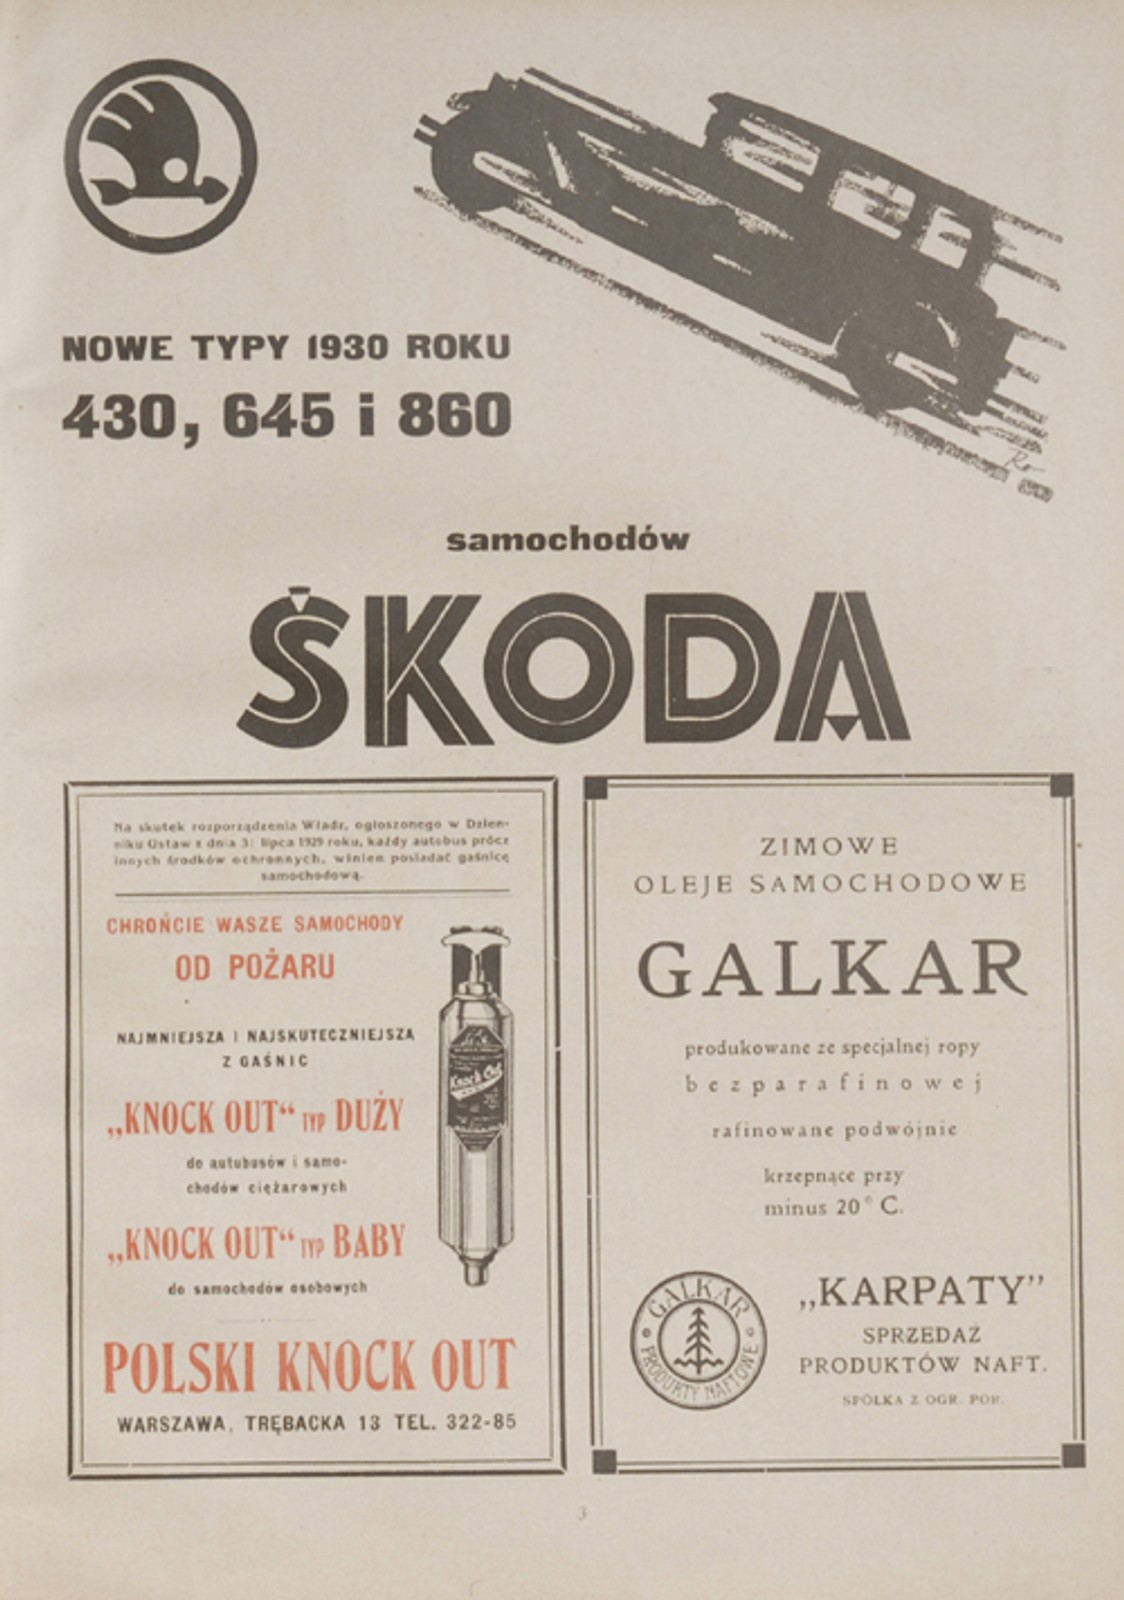 NOWE TYPY 1930 ROKU
430, 645 i 860
samochodów
ŠKODA
Na skutek rozporządzenia Władz, ogłoszonego w Dzien-
niku Ustaw z dnia 31 lipca 1929 roku, każdy autobus prócz
innych środków ochronnych, winien posiadać gaśnicę
samochodową.
CHROŃCIE WASZE SAMOCHODY
OD POŻARU
NAJMNIEJSZA I NAJSKUTECZNIEJSZA
Z GAŚNIC
„KNOCK OUT“ TYP DUŻY
do autobusów i samo-
chodów ciężarowych
„KNOCK OUT“ TYP BABY
do samochodów osobowych
Knock Out
POLSKI KNOCK OUT
WARSZAWA, TRĘBACKA 13 TEL. 322-85
ZIMOWE
OLEJE SAMOCHODOWE
GALKAR
produkowane ze specjalnej ropy
bezparafinowej
rafinowane podwójnie
krzepnące przy
minus 20° C.
GALKAR
PRODUKTY NAFTOWE
„KARPATY”
SPRZEDAŻ
PRODUKTÓW NAFT.
SPÓŁKA Z OGR. POR.
3